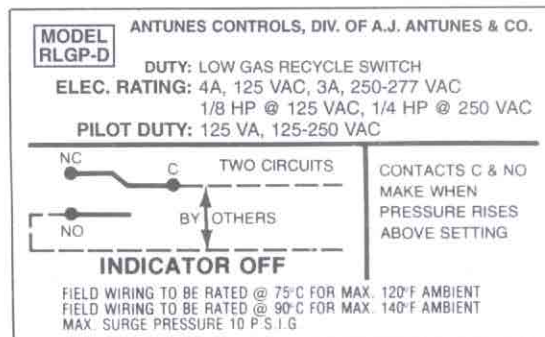 MODEL
RLGP-D
ANTUNES CONTROLS, DIV. OF A.J. ANTUNES & CO.
DUTY: LOW GAS RECYCLE SWITCH
ELEC. RATING: 4A, 125 VAC, 3A, 250-277 VAC
1/8 HP @ 125 VAC, 1/4 HP @ 250 VAC
PILOT DUTY: 125 VA, 125-250 VAC
NC
C
TWO CIRCUITS
NO
BY OTHERS
INDICATOR OFF
CONTACTS C & NO
MAKE WHEN
PRESSURE RISES
ABOVE SETTING
FIELD WIRING TO BE RATED @ 75°C FOR MAX. 120°F AMBIENT
FIELD WIRING TO BE RATED @ 90°C FOR MAX. 140°F AMBIENT
MAX. SURGE PRESSURE 10 P.S.I.G